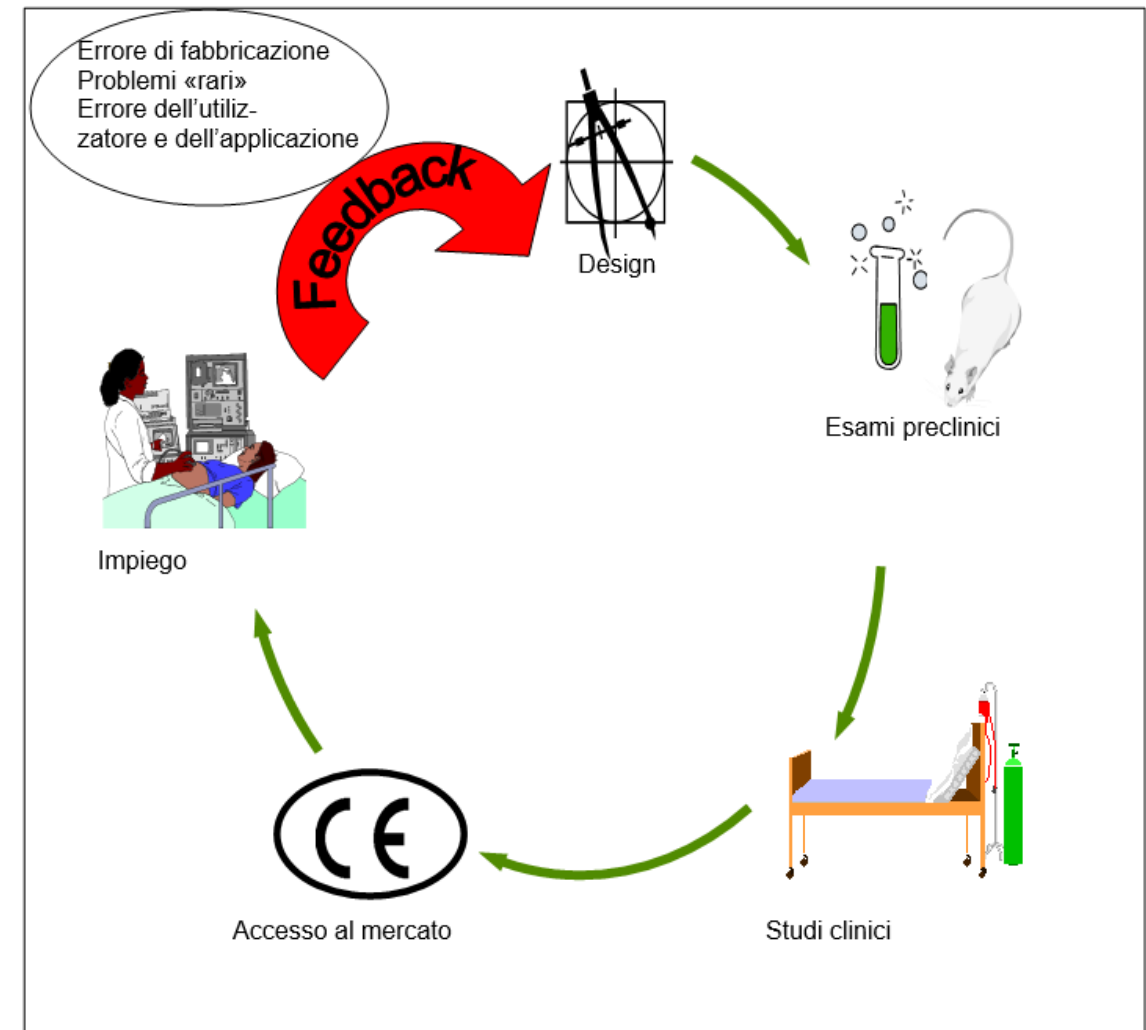 Errore di fabbricazione
Problemi «rari»
Errore dell'utiliz-
zatore e dell'applicazione
Feedback
Design
Esami preclinici
Studi clinici
CE
Accesso al mercato
Impiego